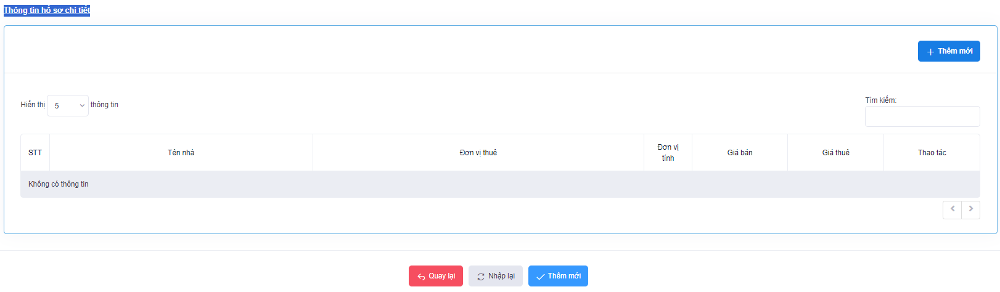 Thông tin hồ sơ chi tiết
Thêm mới
Hiển thị 5 thông tin
Tìm kiếm:
STT Tên nhà Đơn vị thuê Đơn vị tính Giá bán Giá thuê Thao tác
Không có thông tin
Quay lại Nhập lại Thêm mới